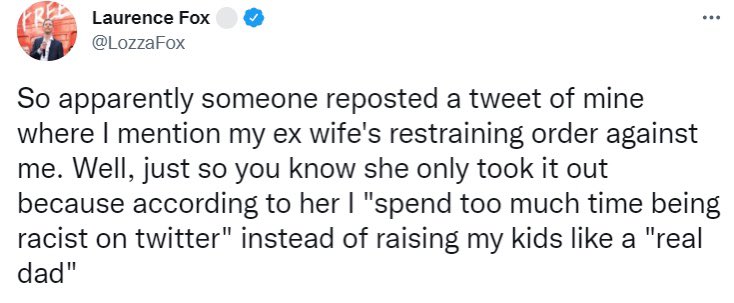 FREE
Laurence Fox
@LozzaFox
So apparently someone reposted a tweet of mine
where I mention my ex wife's restraining order against
me. Well, just so you know she only took it out
because according to her I "spend too much time being
racist on twitter" instead of raising my kids like a "real
dad"